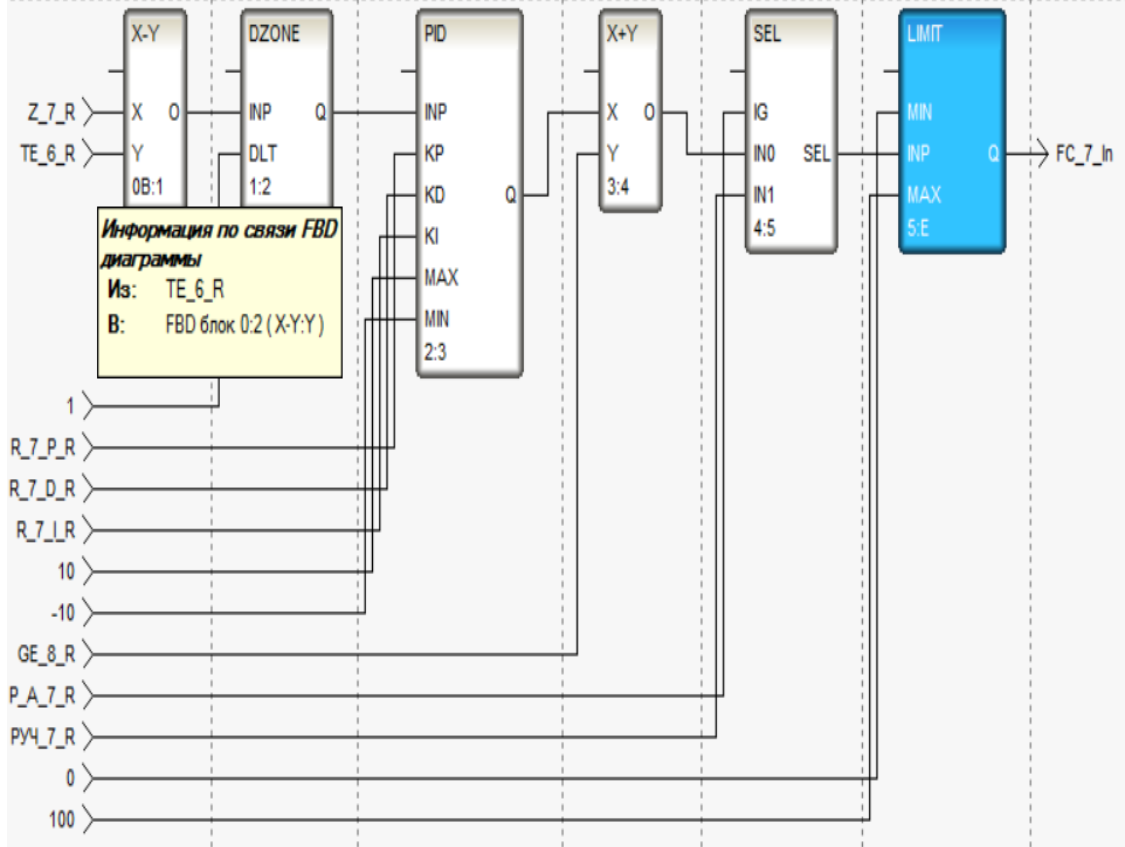 X-Y
DZONE
PID
X+Y
SEL
LIMIT
Z_7_R
X O
INP Q
INP
X O
IG
MIN
TE_6_R
Y
DLT
KP
Y
IN0 SEL
INP Q
FC_7_In
0B:1
1:2
KD Q
3:4
IN1
MAX
KI
4:5
5:E
MAX
MIN
2:3
Информация по связи FBD
диаграммы
Из: TE_6_R
В: FBD блок 0:2 ( X-Y:Y )
1
R_7_P_R
R_7_D_R
R_7_I_R
10
-10
GE_8_R
P_A_7_R
РУЧ_7_R
0
100